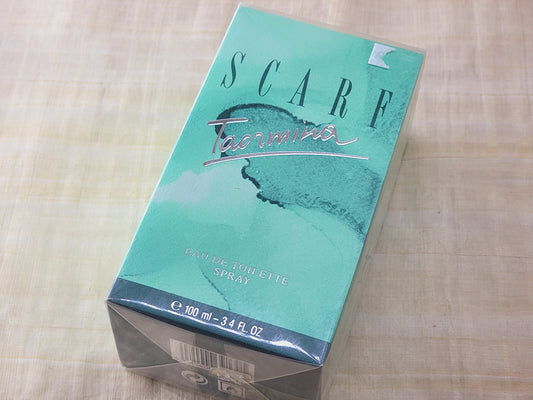 SCARF
Taormina
EAU DE TOILETTE
SPRAY
℮ 100 ml – 3.4 FL. OZ